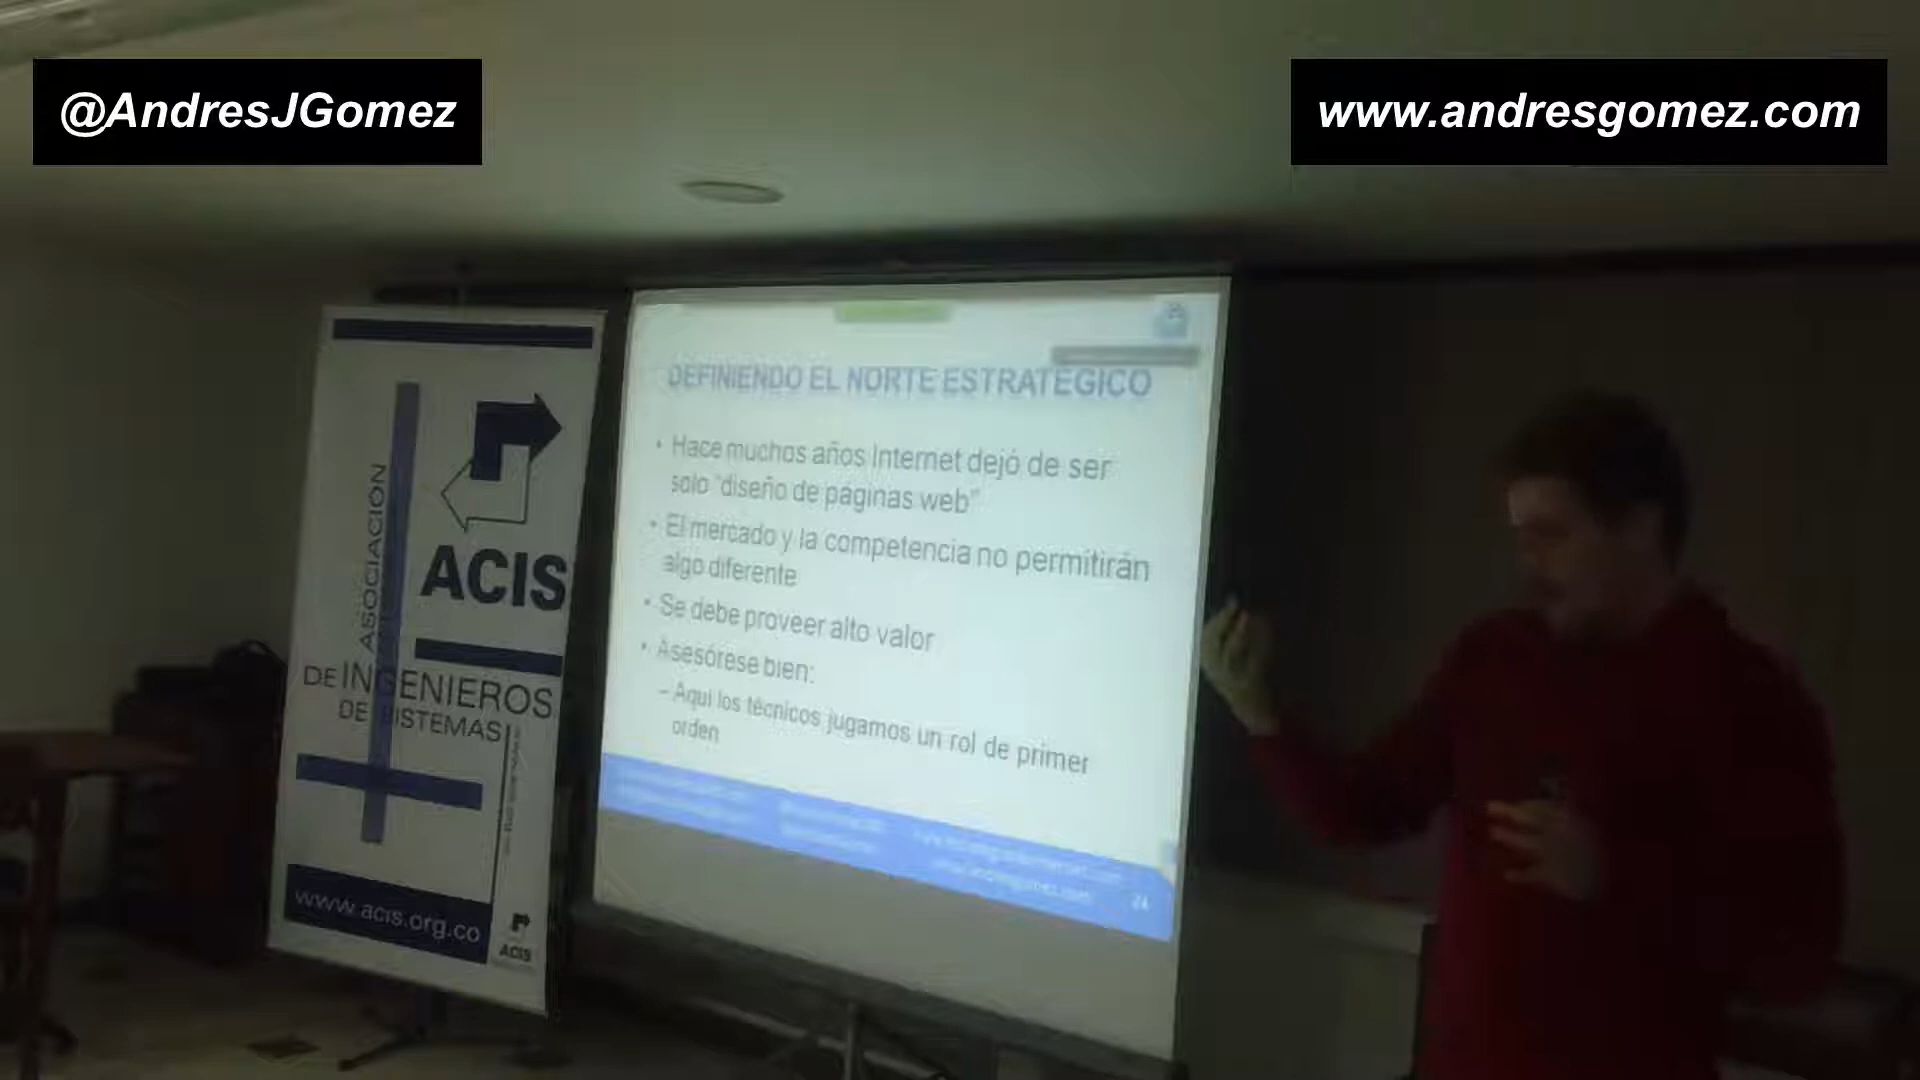 @AndresJGomez
www.andresgomez.com
ASOCIACIÓN
ACIS
DE INGENIEROS
DE SISTEMAS
www.acis.org.co
ACIS
DEFINIENDO EL NORTE ESTRATÉGICO
• Hace muchos años Internet dejó de ser
solo "diseño de páginas web"
• El mercado y la competencia no permitirán
algo diferente
• Se debe proveer alto valor
• Asesórese bien:
– Aquí los técnicos jugamos un rol de primer
orden
24